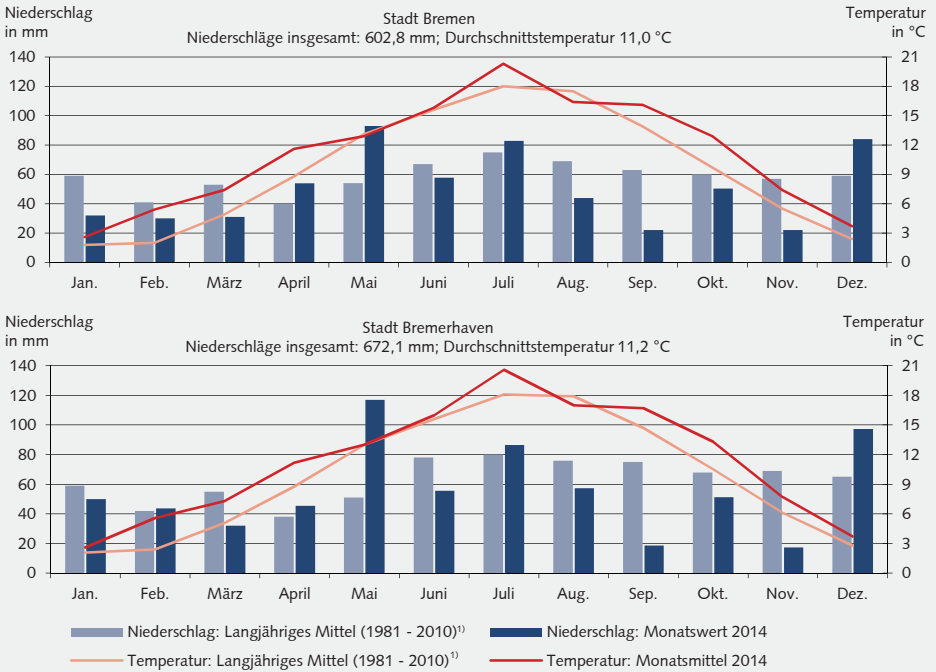 Niederschlag
in mm
Stadt Bremen
Niederschläge insgesamt: 602,8 mm; Durchschnittstemperatur 11,0 °C
Temperatur
in °C
140
120
100
80
60
40
20
0
21
18
15
12
9
6
3
0
Jan. Feb. März April Mai Juni Juli Aug. Sep. Okt. Nov. Dez.
Niederschlag
in mm
Stadt Bremerhaven
Niederschläge insgesamt: 672,1 mm; Durchschnittstemperatur 11,2 °C
Temperatur
in °C
140
120
100
80
60
40
20
0
21
18
15
12
9
6
3
0
Jan. Feb. März April Mai Juni Juli Aug. Sep. Okt. Nov. Dez.
Niederschlag: Langjähriges Mittel (1981 - 2010)¹⁾ Niederschlag: Monatswert 2014
Temperatur: Langjähriges Mittel (1981 - 2010)¹⁾ Temperatur: Monatsmittel 2014